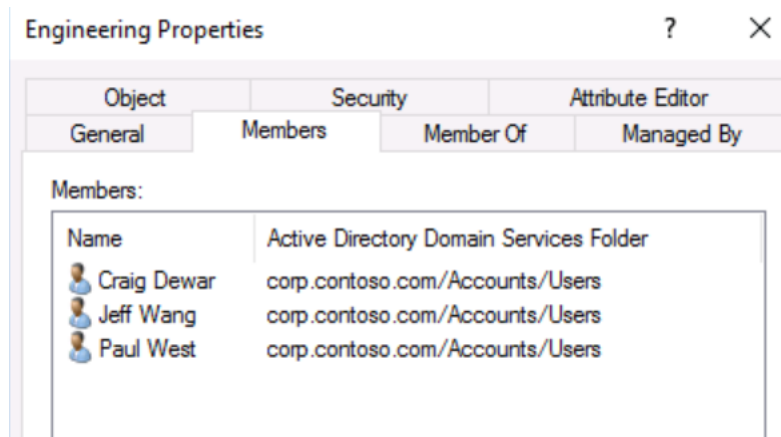 Engineering Properties ? ×
Object Security Attribute Editor
General Members Member Of Managed By
Members:
Name Active Directory Domain Services Folder
Craig Dewar corp.contoso.com/Accounts/Users
Jeff Wang corp.contoso.com/Accounts/Users
Paul West corp.contoso.com/Accounts/Users